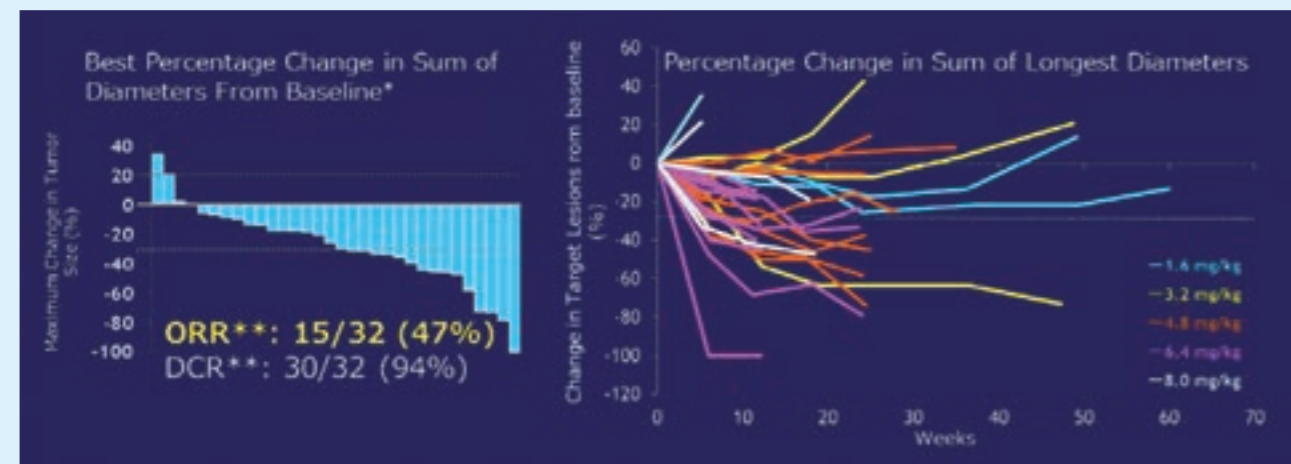 Best Percentage Change in Sum of
Diameters From Baseline*
Maximum Change in Tumor
Size (%)
40
20
0
-20
-40
-60
-80
-100
ORR**: 15/32 (47%)
DCR**: 30/32 (94%)
Percentage Change in Sum of Longest Diameters
Change in Target Lesions rom baseline
(%)
60
40
20
0
-20
-40
-60
-80
-100
-120
0 10 20 30 40 50 60 70
Weeks
1.6 mg/kg
3.2 mg/kg
4.8 mg/kg
6.4 mg/kg
8.0 mg/kg